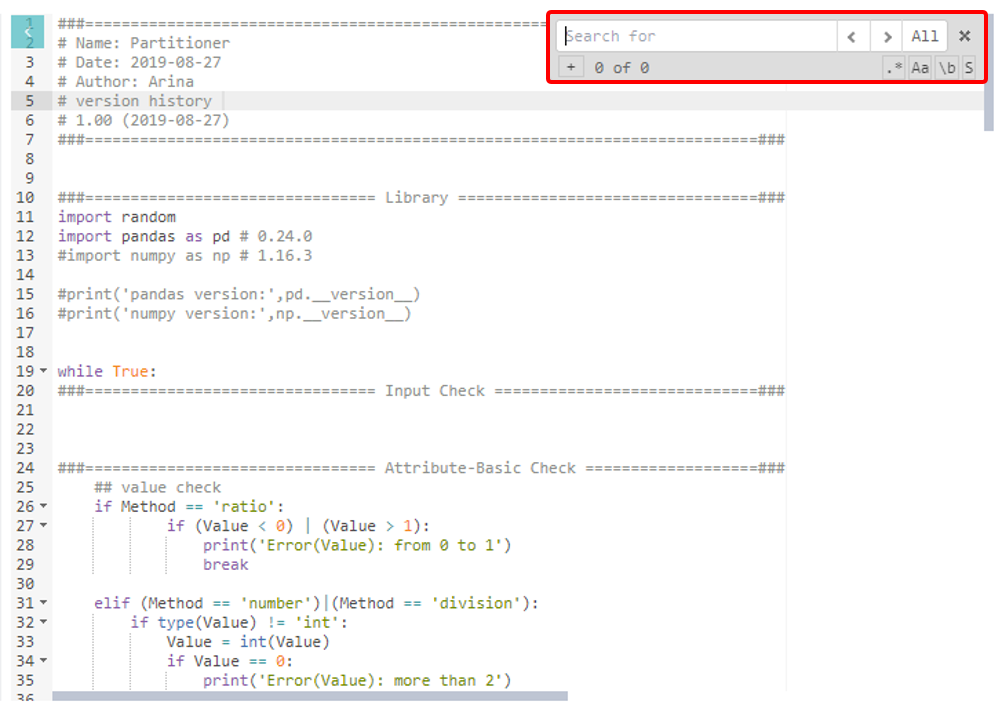 1 ###===================================================
Search for < > All ×
2 # Name: Partitioner
+ 0 of 0 .* Aa \b S
3 # Date: 2019-08-27
4 # Author: Arina
5 # version history
6 # 1.00 (2019-08-27)
7 ###==========================================================================###
8
9
10 ###================================ Library =================================###
11 import random
12 import pandas as pd # 0.24.0
13 #import numpy as np # 1.16.3
14
15 #print('pandas version:',pd.__version__)
16 #print('numpy version:',np.__version__)
17
18
19 while True:
20 ###================================ Input Check =============================###
21
22
23
24 ###================================ Attribute-Basic Check ===================###
25 ## value check
26 if Method == 'ratio':
27 if (Value < 0) | (Value > 1):
28 print('Error(Value): from 0 to 1')
29 break
30
31 elif (Method == 'number')|(Method == 'division'):
32 if type(Value) != 'int':
33 Value = int(Value)
34 if Value == 0:
35 print('Error(Value): more than 2')
36